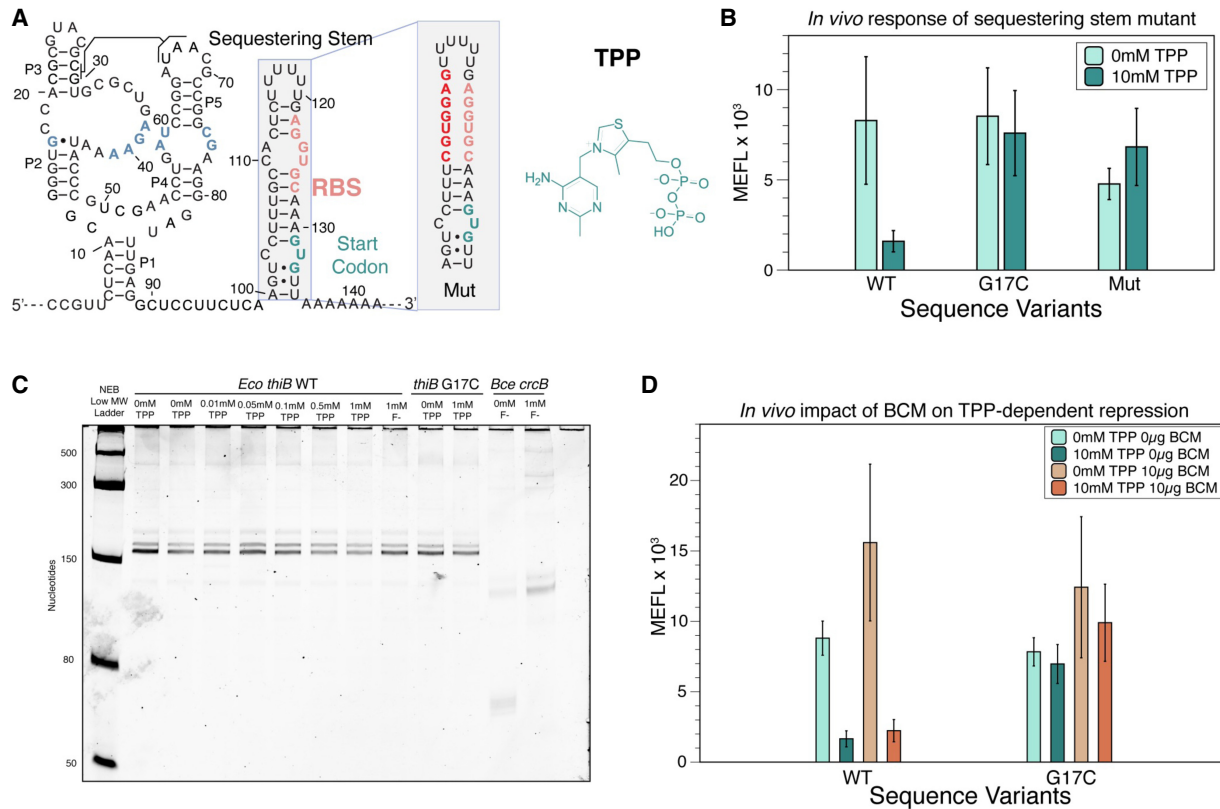 A
Sequestering Stem
P3
20
30
P5
70
60
P2
40
50
P4
80
10
P1
90
100
110
120
130
140
RBS
Start
Codon
5'--- CCGUUC
GCUCCUUCUCA
AAAAAAA ---3'
Mut
TPP
H₂N
N
N
N
S
O
P
O
⁻O
O
P
O
⁻O
HO
B
In vivo response of sequestering stem mutant
0mM TPP
10mM TPP
MEFL x 10³
10
5
0
WT
G17C
Mut
Sequence Variants
C
NEB
Low MW
Ladder
Eco thiB WT
thiB G17C
Bce crcB
0mM TPP
0mM TPP
0.01mM TPP
0.05mM TPP
0.1mM TPP
0.5mM TPP
1mM TPP
1mM F-
0mM TPP
1mM TPP
0mM F-
1mM F-
Nucleotides
500
300
150
80
50
D
In vivo impact of BCM on TPP-dependent repression
0mM TPP 0µg BCM
10mM TPP 0µg BCM
0mM TPP 10µg BCM
10mM TPP 10µg BCM
MEFL x 10³
20
15
10
5
0
WT
G17C
Sequence Variants